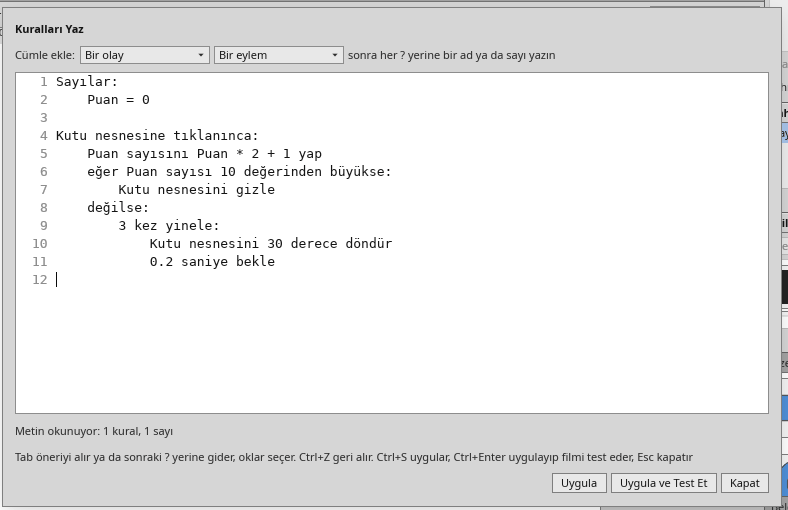 Kuralları Yaz
Cümle ekle: Bir olay Bir eylem sonra her ? yerine bir ad ya da sayı yazın
1 Sayılar:
2     Puan = 0
3
4 Kutu nesnesine tıklanınca:
5     Puan sayısını Puan * 2 + 1 yap
6     eğer Puan sayısı 10 değerinden büyükse:
7         Kutu nesnesini gizle
8     değilse:
9         3 kez yinele:
10             Kutu nesnesini 30 derece döndür
11             0.2 saniye bekle
12
Metin okunuyor: 1 kural, 1 sayı
Tab öneriyi alır ya da sonraki ? yerine gider, oklar seçer. Ctrl+Z geri alır. Ctrl+S uygular, Ctrl+Enter uygulayıp filmi test eder, Esc kapatır
Uygula Uygula ve Test Et Kapat